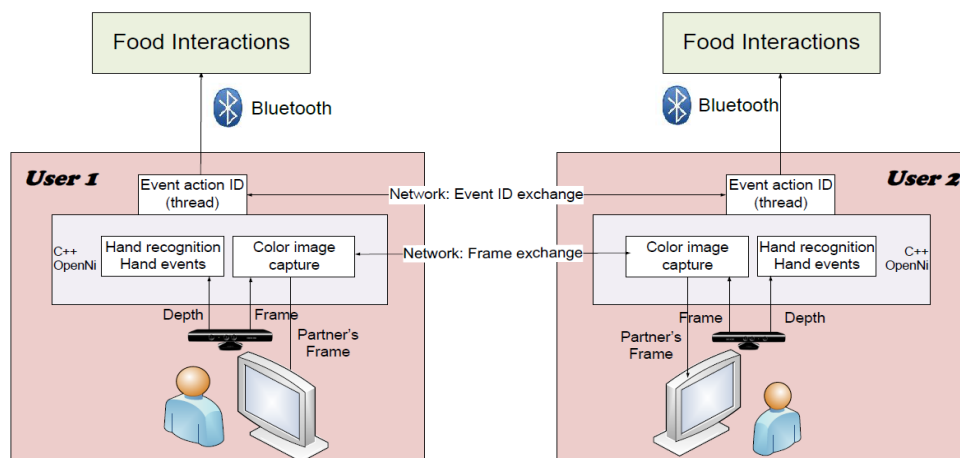 Food Interactions
Bluetooth
User 1
Event action ID
(thread)
C++
OpenNi
Hand recognition
Hand events
Color image
capture
Depth
Frame
Partner's
Frame
Network: Event ID exchange
Network: Frame exchange
Food Interactions
Bluetooth
User 2
Event action ID
(thread)
Color image
capture
Hand recognition
Hand events
C++
OpenNi
Frame
Depth
Partner's
Frame